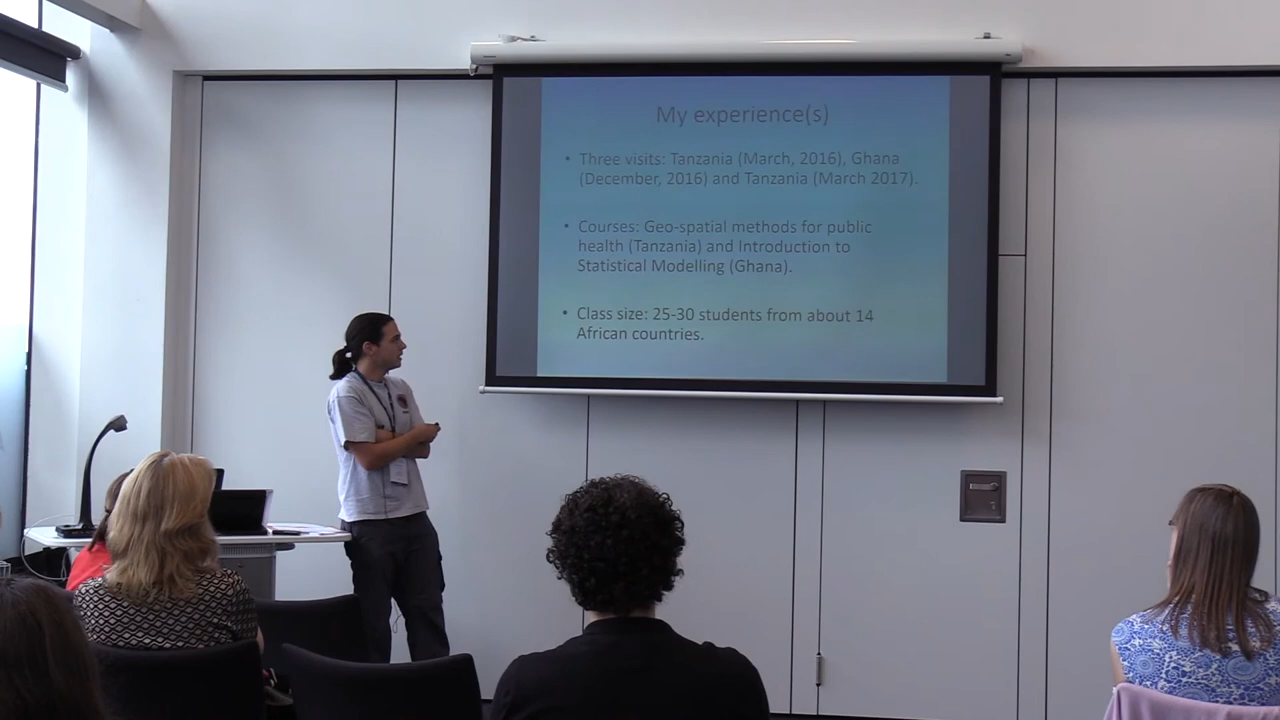 My experience(s)
• Three visits: Tanzania (March, 2016), Ghana
(December, 2016) and Tanzania (March 2017).
• Courses: Geo-spatial methods for public
health (Tanzania) and Introduction to
Statistical Modelling (Ghana).
• Class size: 25-30 students from about 14
African countries.